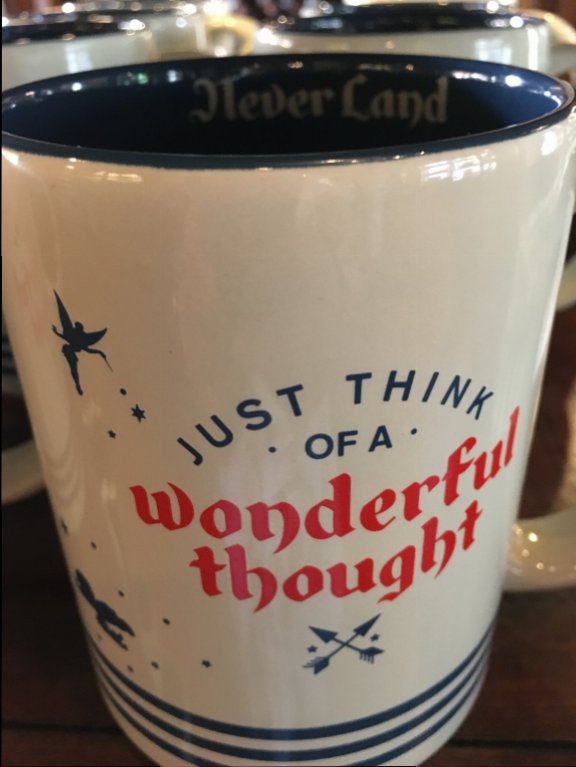 Never Land
JUST THINK
· OF A ·
wonderful
thought